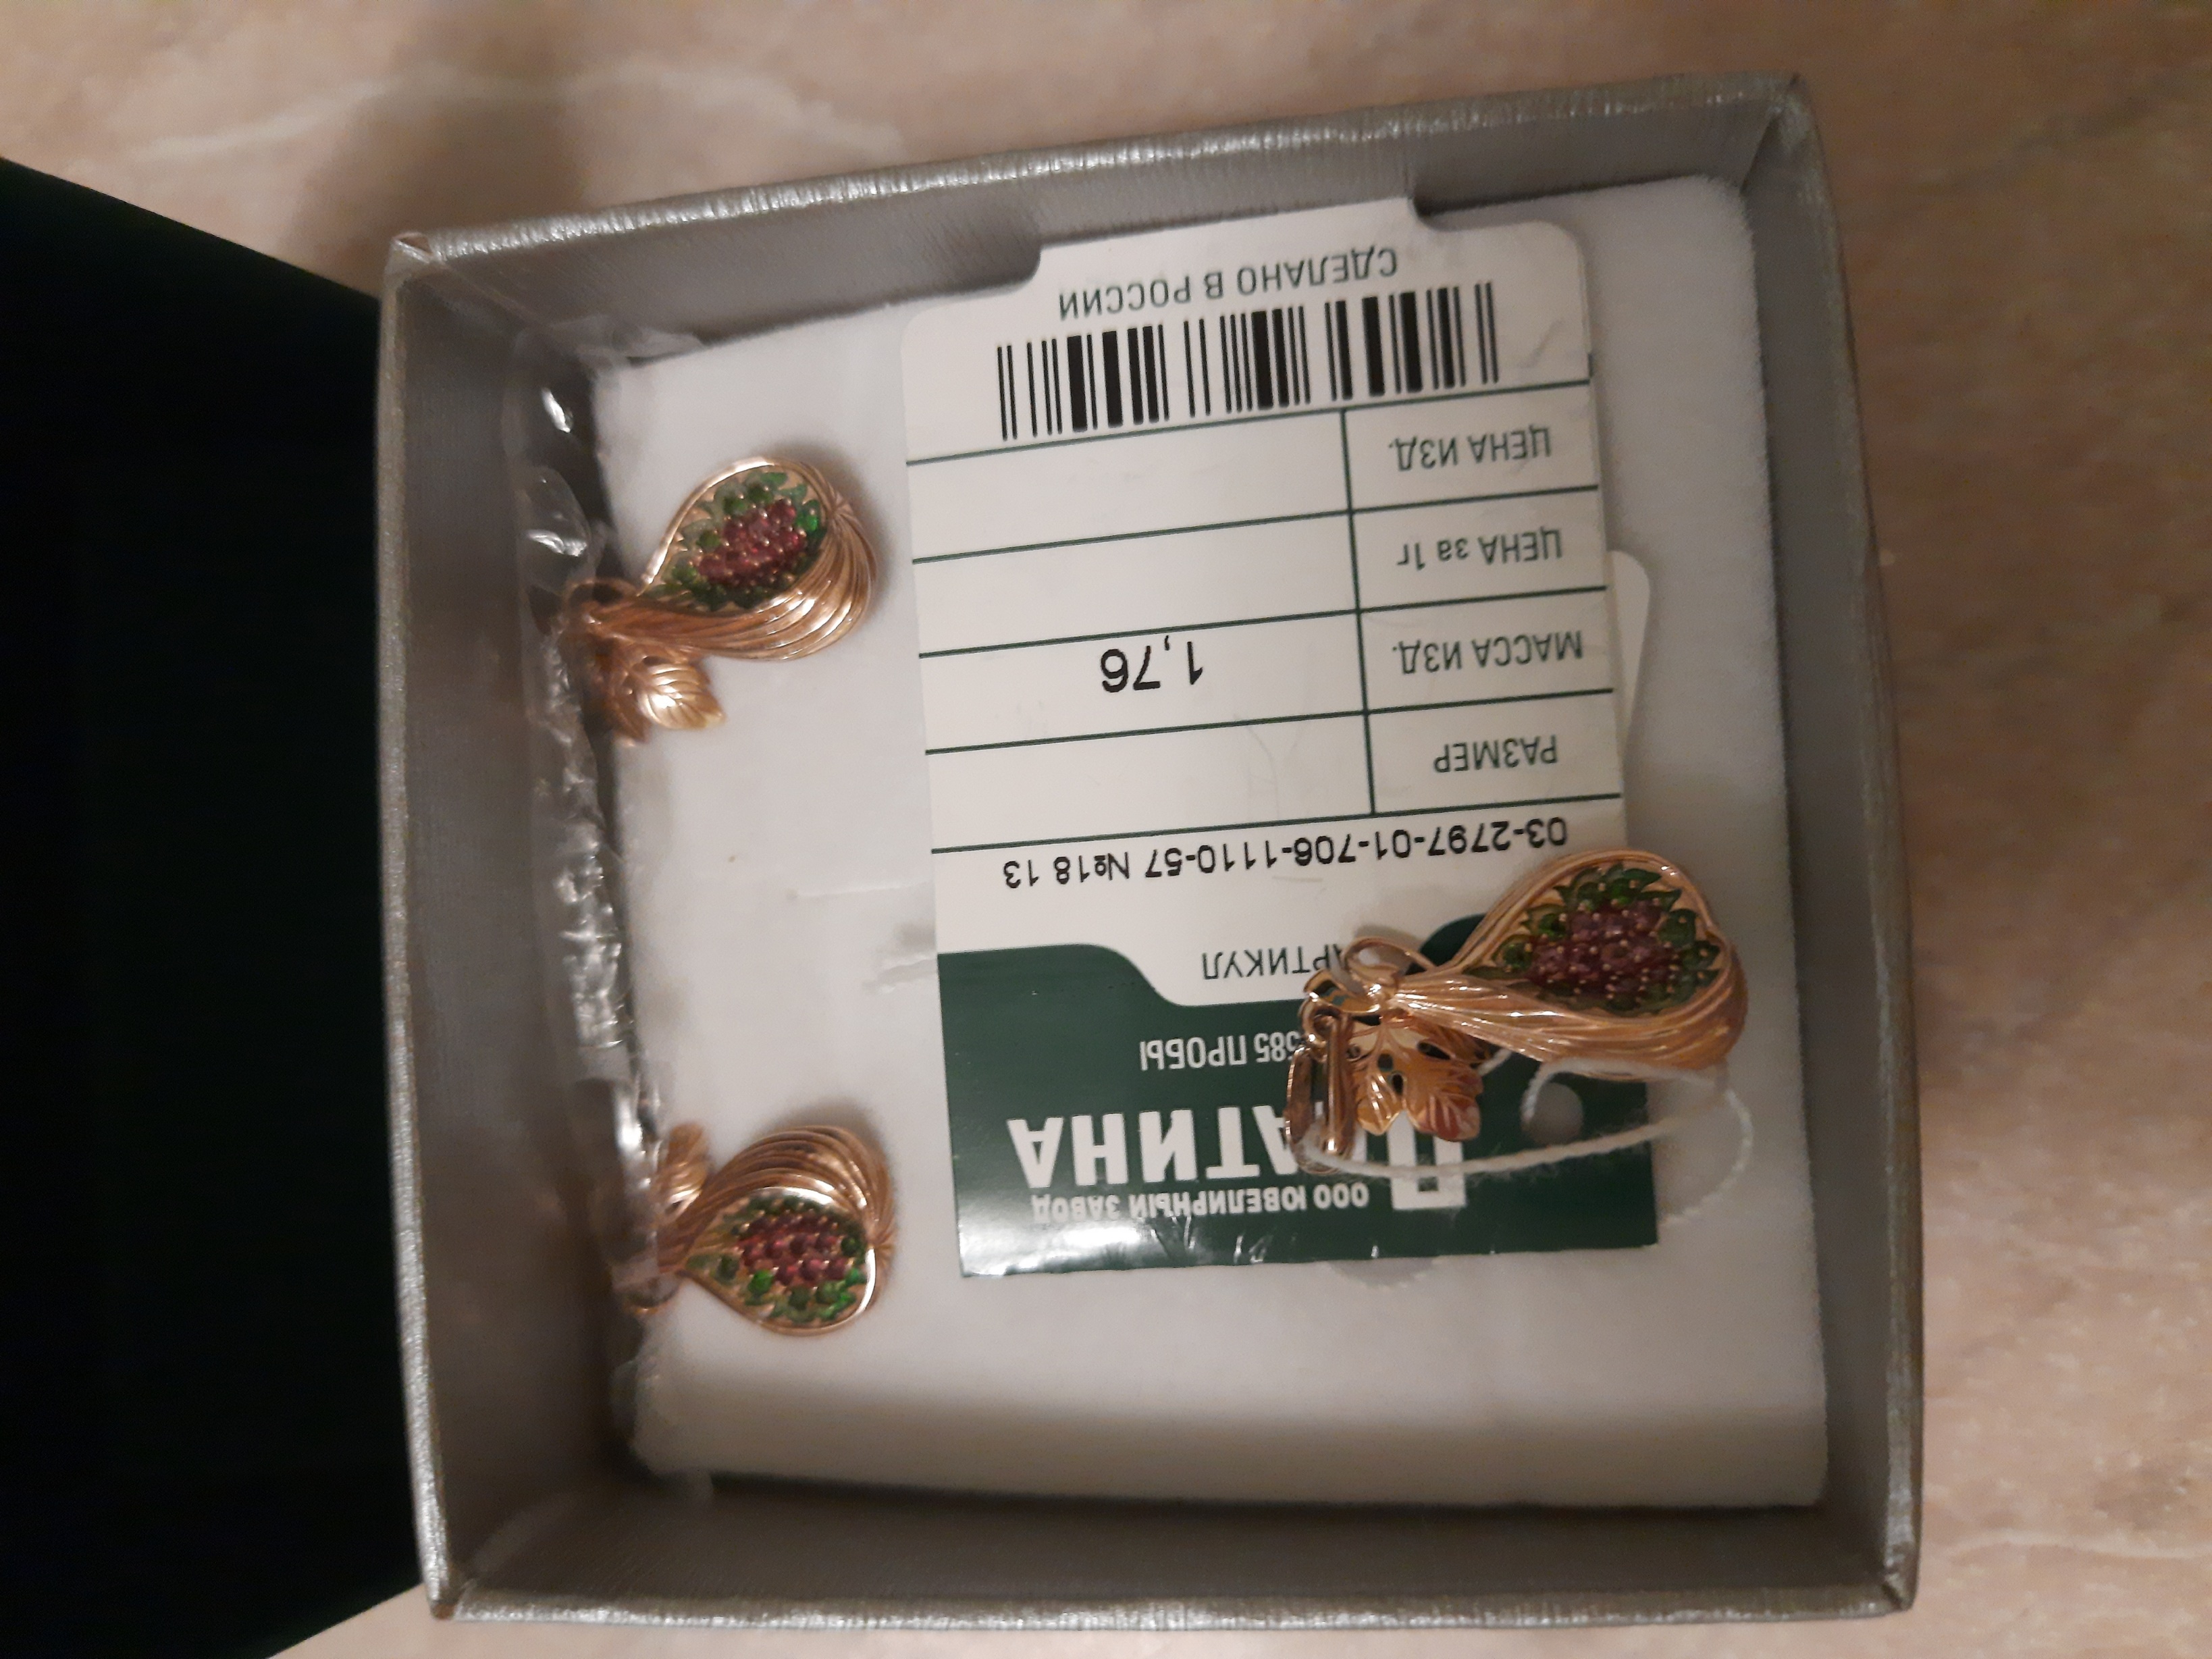 ООО ЮВЕЛИРНЫЙ ЗАВОД
ПЛАТИНА
585 ПРОБЫ
АРТИКУЛ
03-2797-01-706-1110-57 №18 13
РАЗМЕР
МАССА ИЗД. 1,76
ЦЕНА за 1г
ЦЕНА ИЗД.
СДЕЛАНО В РОССИИ